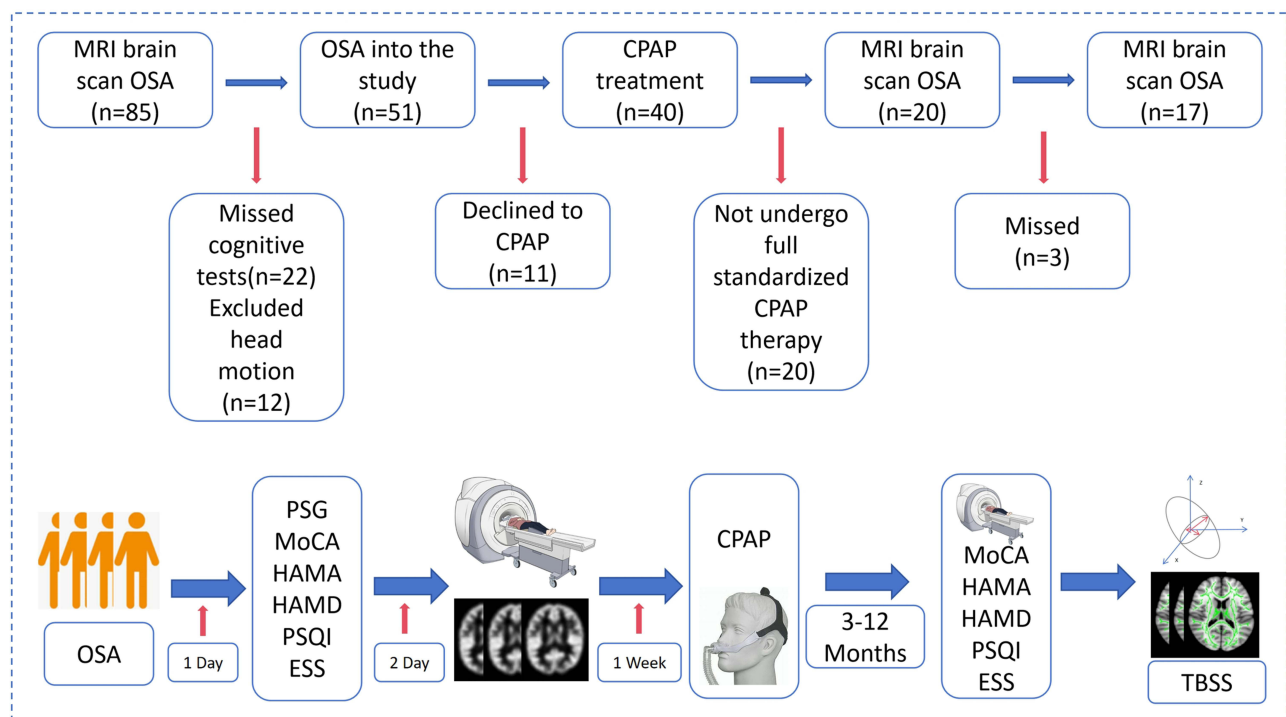 MRI brain
scan OSA
(n=85)
OSA into the
study
(n=51)
CPAP
treatment
(n=40)
MRI brain
scan OSA
(n=20)
MRI brain
scan OSA
(n=17)
Missed
cognitive
tests(n=22)
Excluded
head
motion
(n=12)
Declined to
CPAP
(n=11)
Not undergo
full
standardized
CPAP
therapy
(n=20)
Missed
(n=3)
OSA
1 Day
PSG
MoCA
HAMA
HAMD
PSQI
ESS
2 Day
1 Week
CPAP
3-12
Months
MoCA
HAMA
HAMD
PSQI
ESS
Z
Y
X
TBSS